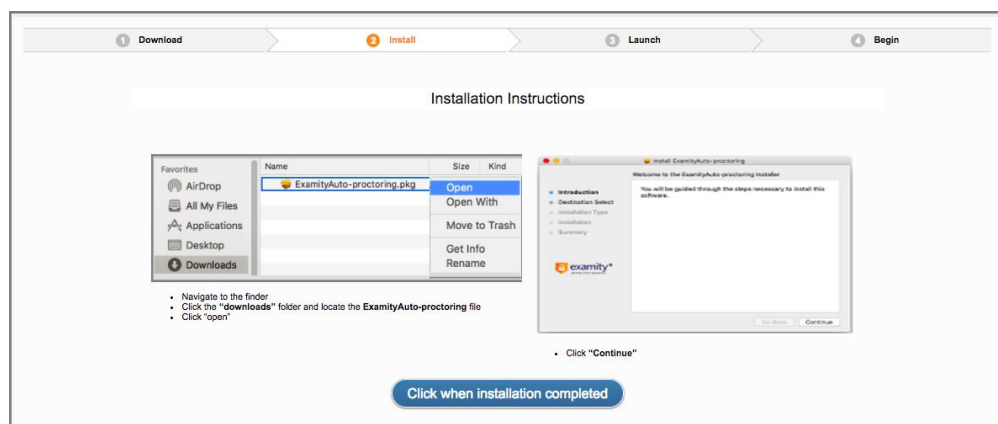 1 Download
2 Install
3 Launch
4 Begin
Installation Instructions
Favorites
AirDrop
All My Files
Applications
Desktop
Downloads
Name Size Kind
ExamityAuto-proctoring.pkg
Open
Open With
Move to Trash
Get Info
Rename
• Navigate to the finder
• Click the “downloads” folder and locate the ExamityAuto-proctoring file
• Click “open”
Install ExamityAuto-proctoring
Welcome to the ExamityAuto-proctoring Installer
Introduction
Destination Select
Installation Type
Installation
Summary
You will be guided through the steps necessary to install this
software.
examity
Go Back Continue
• Click “Continue”
Click when installation completed